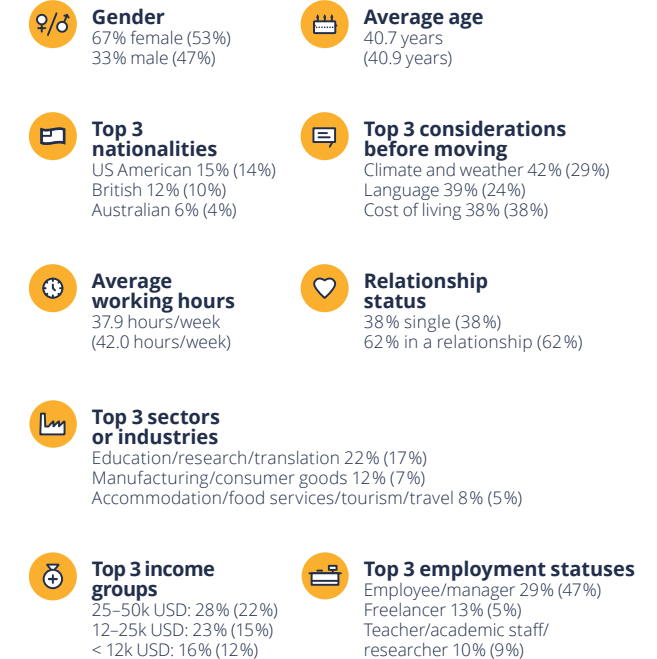 Gender
67% female (53%)
33% male (47%)
Average age
40.7 years
(40.9 years)
Top 3
nationalities
US American 15% (14%)
British 12% (10%)
Australian 6% (4%)
Top 3 considerations
before moving
Climate and weather 42% (29%)
Language 39% (24%)
Cost of living 38% (38%)
Average
working hours
37.9 hours/week
(42.0 hours/week)
Relationship
status
38% single (38%)
62% in a relationship (62%)
Top 3 sectors
or industries
Education/research/translation 22% (17%)
Manufacturing/consumer goods 12% (7%)
Accommodation/food services/tourism/travel 8% (5%)
Top 3 income
groups
25–50k USD: 28% (22%)
12–25k USD: 23% (15%)
< 12k USD: 16% (12%)
Top 3 employment statuses
Employee/manager 29% (47%)
Freelancer 13% (5%)
Teacher/academic staff/
researcher 10% (9%)